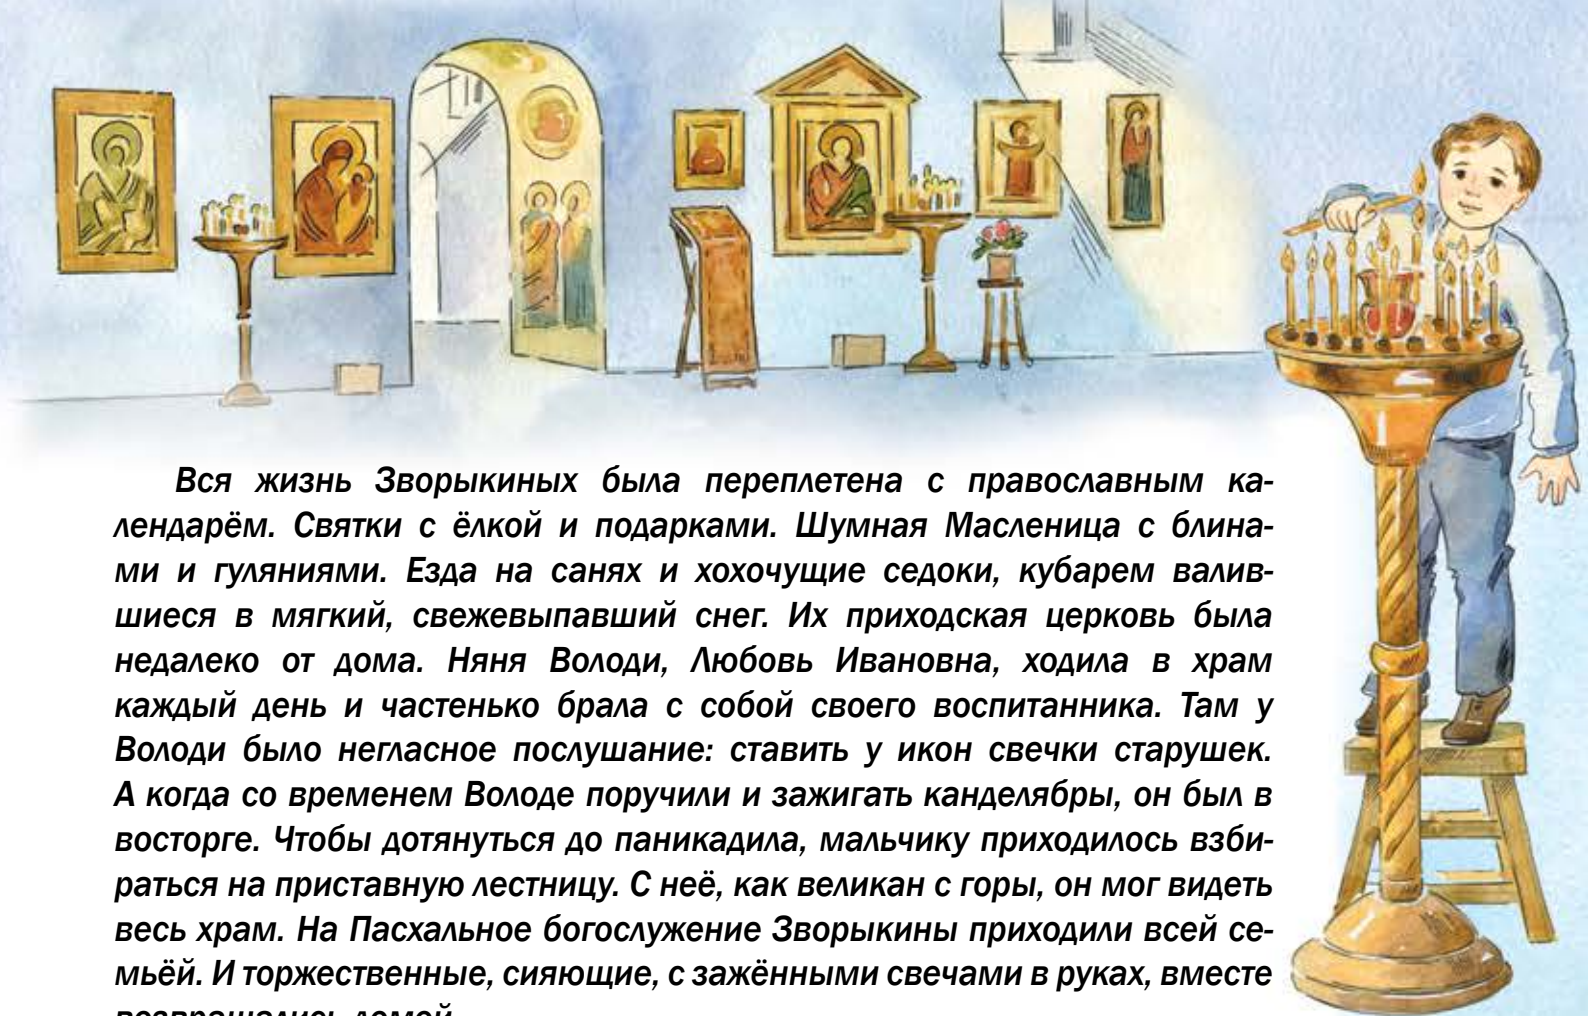 Вся жизнь Зворыкиных была переплетена с православным ка-
лендарём. Святки с ёлкой и подарками. Шумная Масленица с блина-
ми и гуляниями. Езда на санях и хохочущие седоки, кубарем валив-
шиеся в мягкий, свежевыпавший снег. Их приходская церковь была
недалеко от дома. Няня Володи, Любовь Ивановна, ходила в храм
каждый день и частенько брала с собой своего воспитанника. Там у
Володи было негласное послушание: ставить у икон свечки старушек.
А когда со временем Володе поручили и зажигать канделябры, он был в
восторге. Чтобы дотянуться до паникадила, мальчику приходилось взби-
раться на приставную лестницу. С неё, как великан с горы, он мог видеть
весь храм. На Пасхальное богослужение Зворыкины приходили всей се-
мьёй. И торжественные, сияющие, с зажёнными свечами в руках, вместе
возвращались домой.